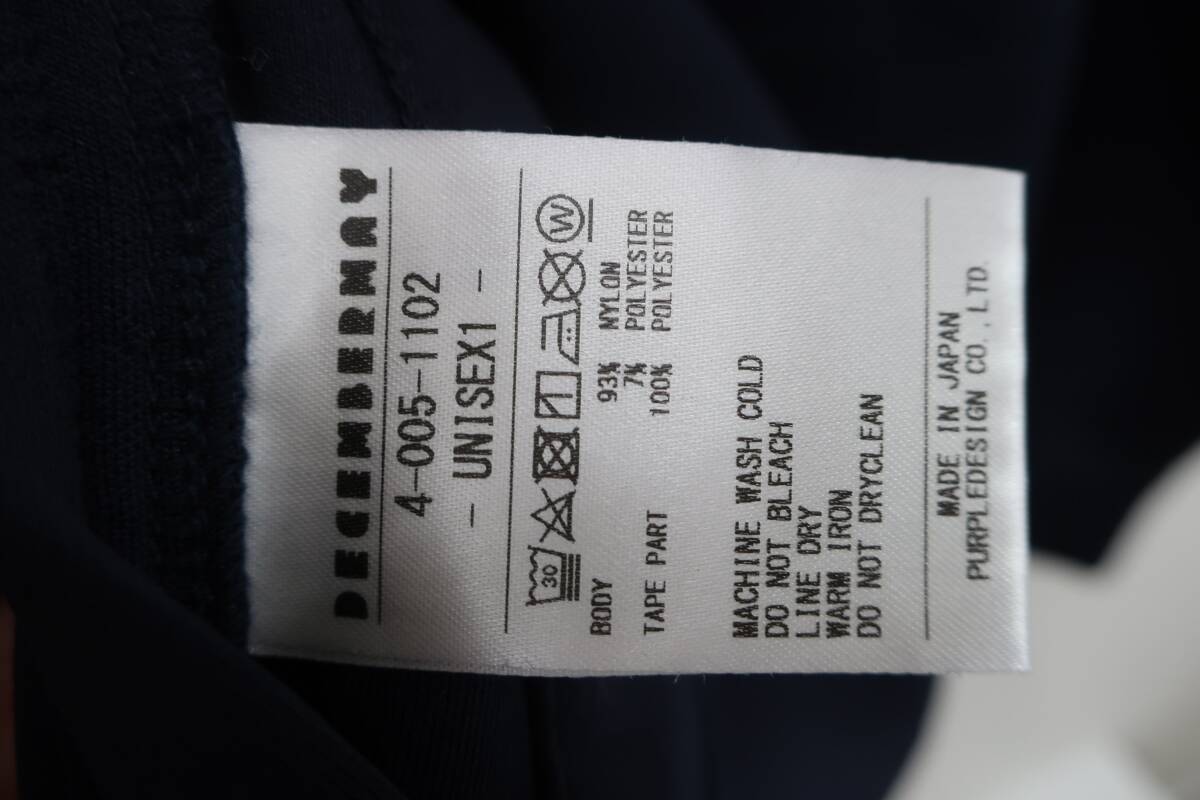 DECEMBERMAY
4-005-1102
- UNISEX1 -
30 W
BODY 93% NYLON
7% POLYESTER
TAPE PART 100% POLYESTER
MACHINE WASH COLD
DO NOT BLEACH
LINE DRY
WARM IRON
DO NOT DRYCLEAN
MADE IN JAPAN
PURPLEDESIGN CO., LTD.